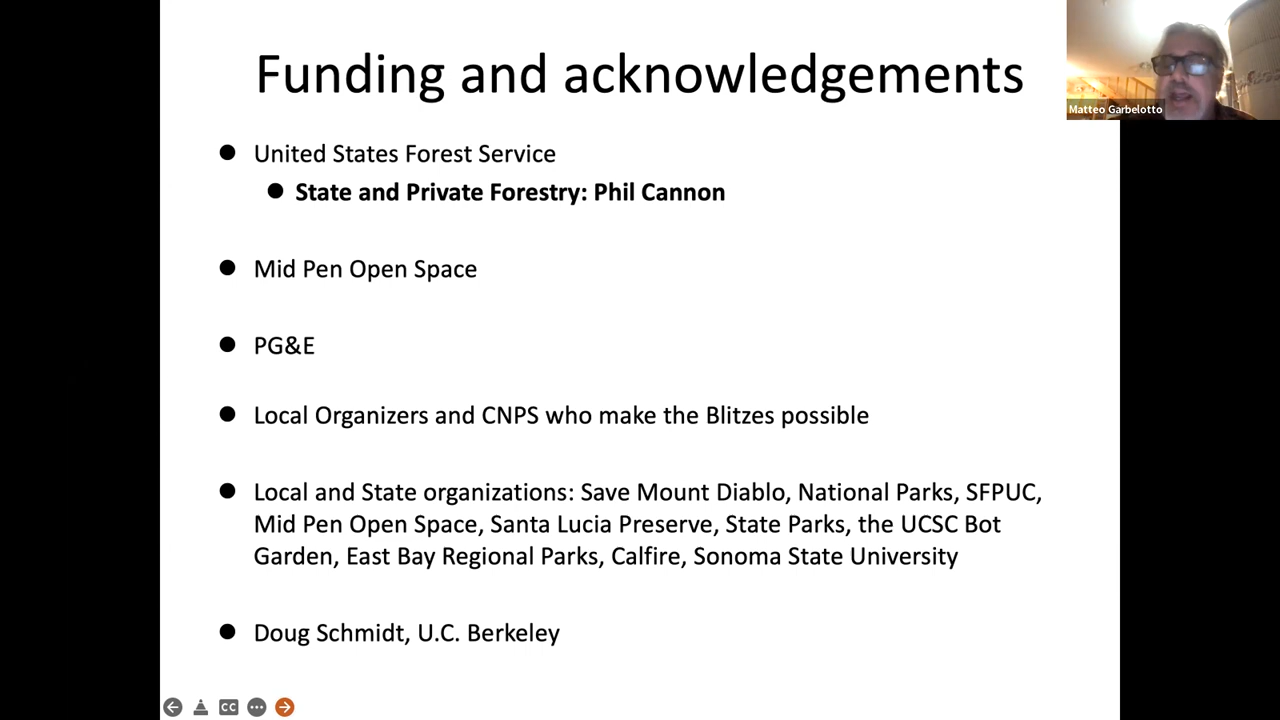 Funding and acknowledgements
Matteo Garbelotto
● United States Forest Service
● State and Private Forestry: Phil Cannon
● Mid Pen Open Space
● PG&E
● Local Organizers and CNPS who make the Blitzes possible
● Local and State organizations: Save Mount Diablo, National Parks, SFPUC,
Mid Pen Open Space, Santa Lucia Preserve, State Parks, the UCSC Bot
Garden, East Bay Regional Parks, Calfire, Sonoma State University
● Doug Schmidt, U.C. Berkeley
CC